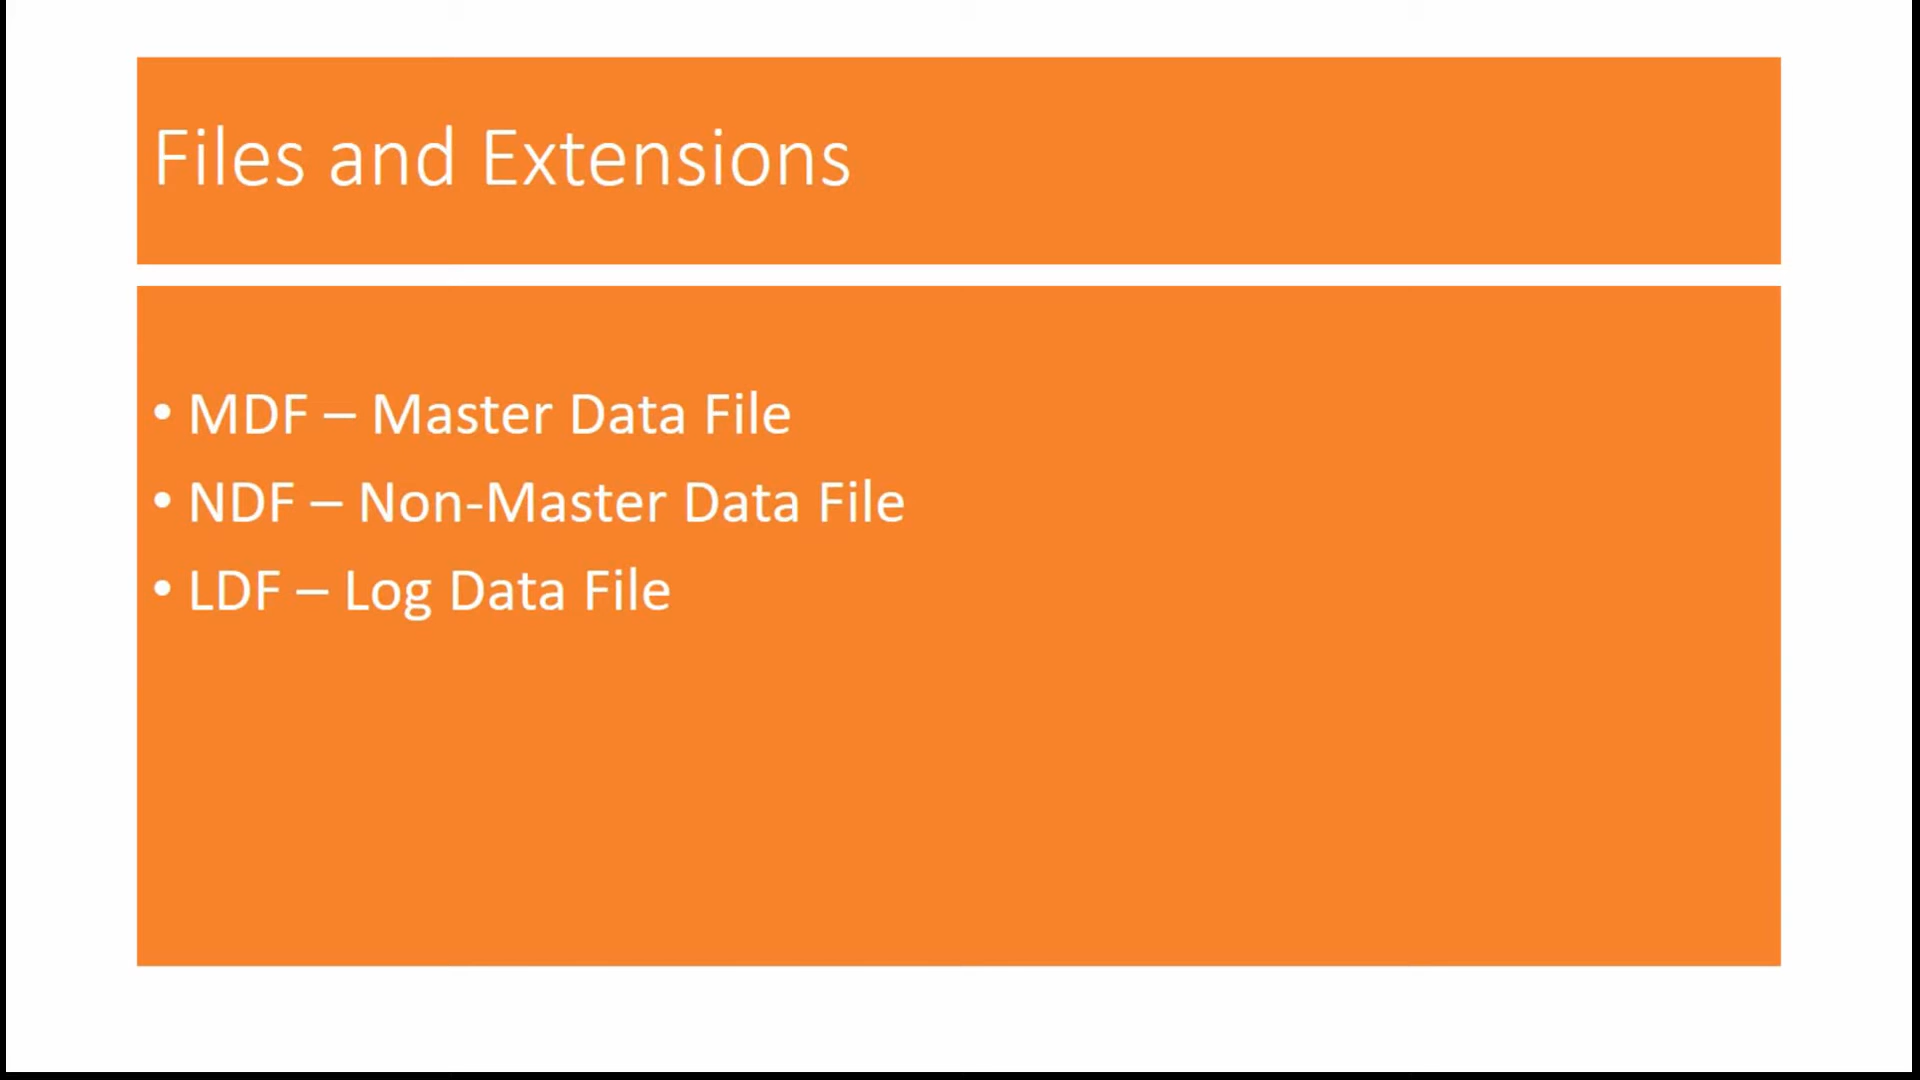 Files and Extensions
• MDF – Master Data File
• NDF – Non-Master Data File
• LDF – Log Data File